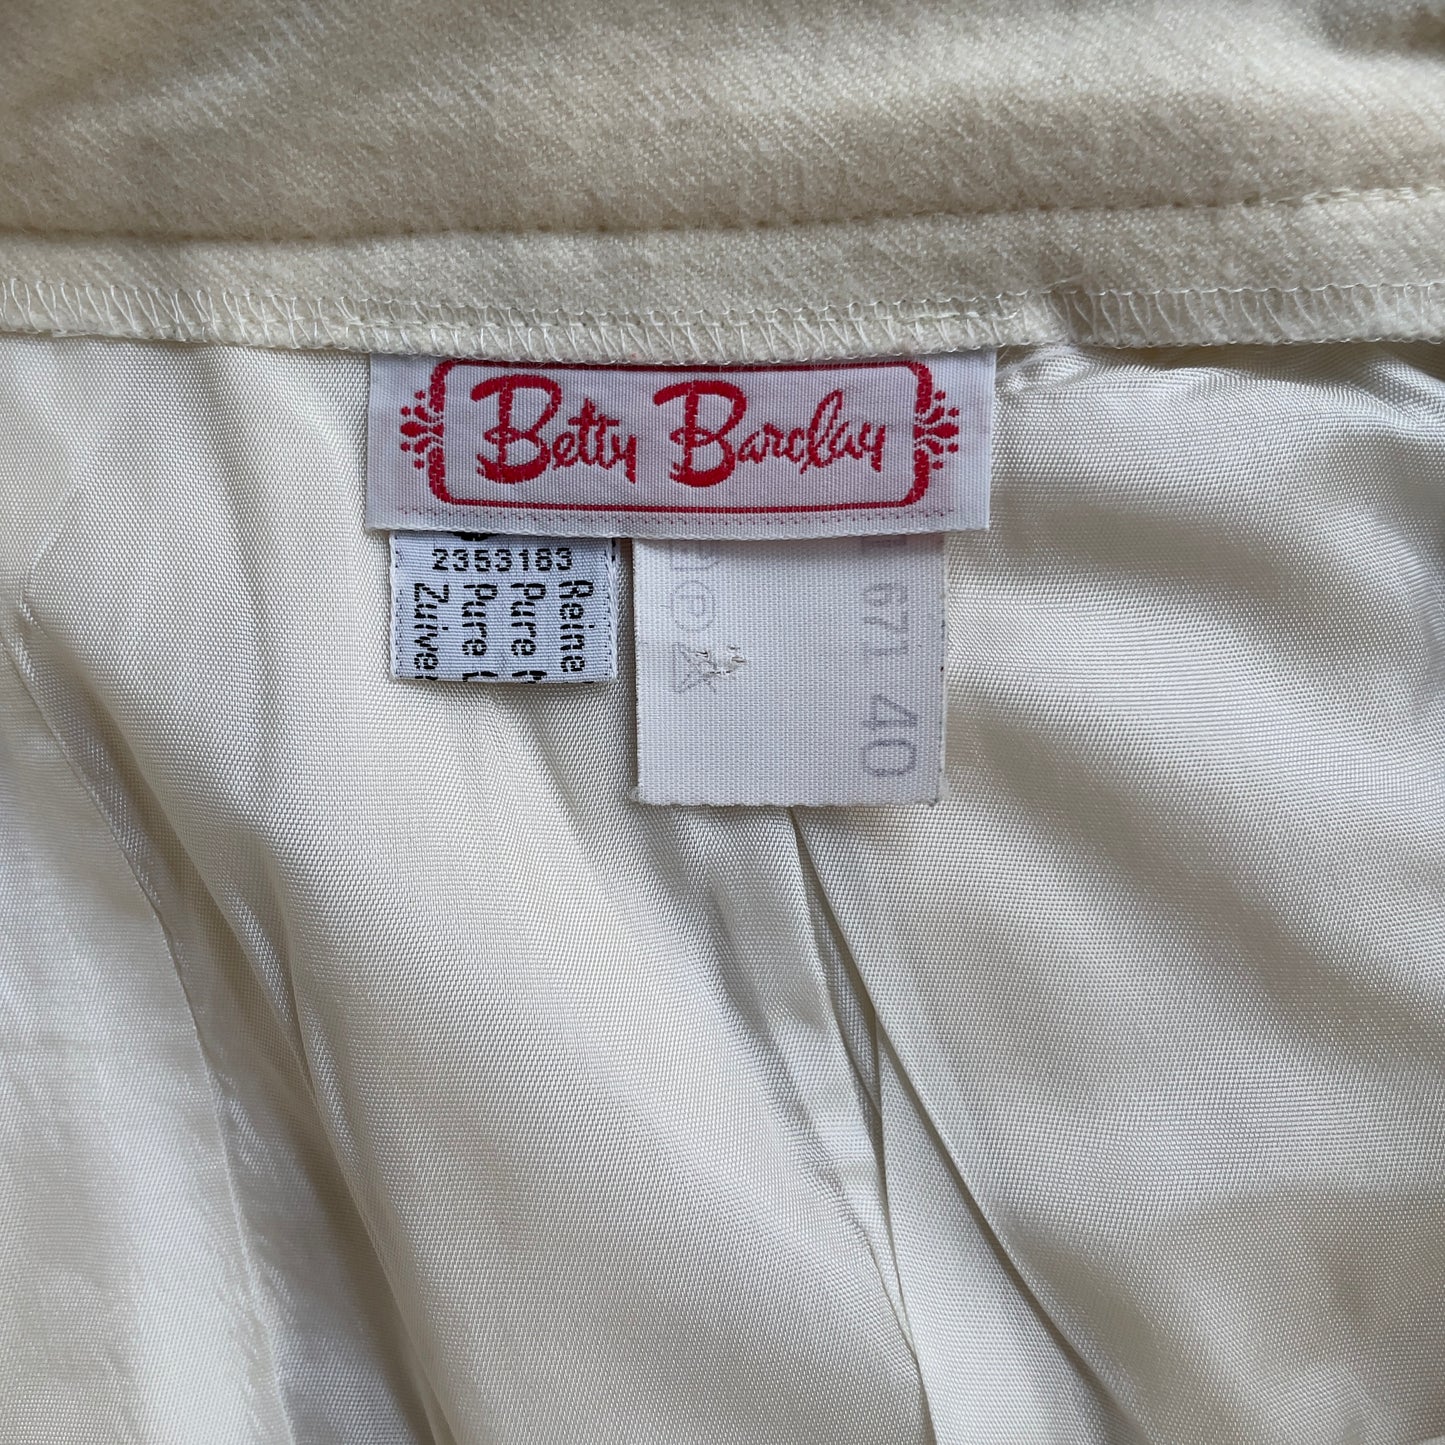 Betty Barclay
2353183
Reine
Pure
Pure
Zuive
671 40